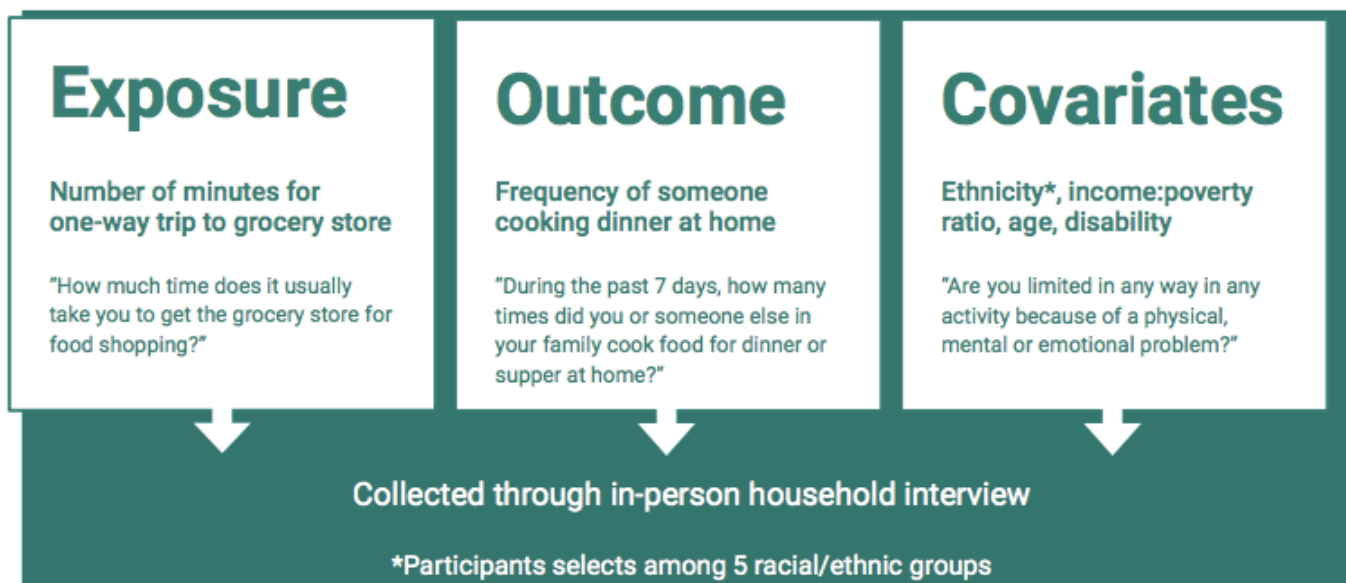 Exposure
Number of minutes for
one-way trip to grocery store
"How much time does it usually
take you to get the grocery store for
food shopping?"
Outcome
Frequency of someone
cooking dinner at home
"During the past 7 days, how many
times did you or someone else in
your family cook food for dinner or
supper at home?"
Covariates
Ethnicity*, income:poverty
ratio, age, disability
"Are you limited in any way in any
activity because of a physical,
mental or emotional problem?"
Collected through in-person household interview
*Participants selects among 5 racial/ethnic groups